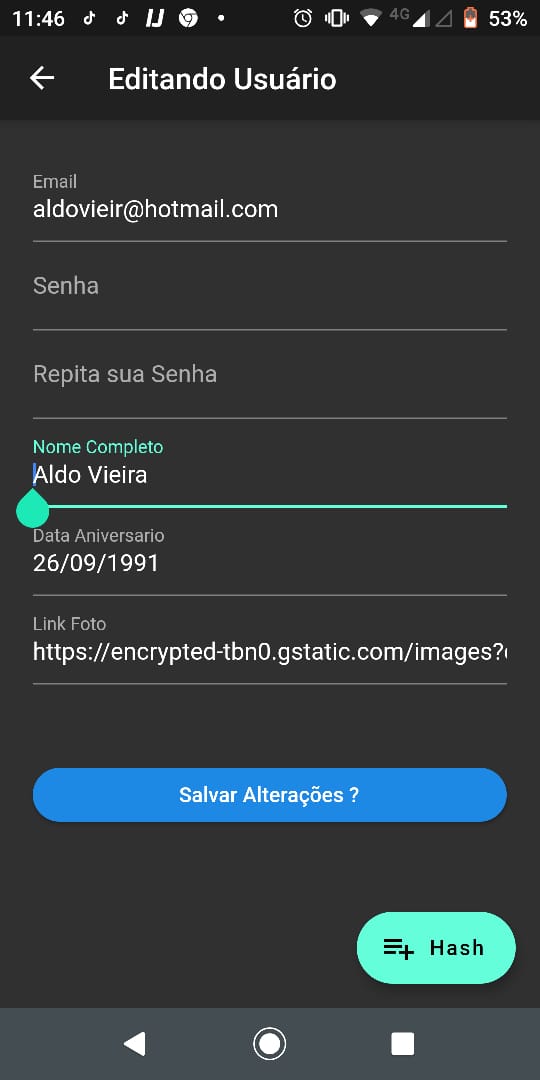 11:46
4G
53%
Editando Usuário
Email
aldovieir@hotmail.com
Senha
Repita sua Senha
Nome Completo
Aldo Vieira
Data Aniversario
26/09/1991
Link Foto
https://encrypted-tbn0.gstatic.com/images?
Salvar Alterações ?
Hash